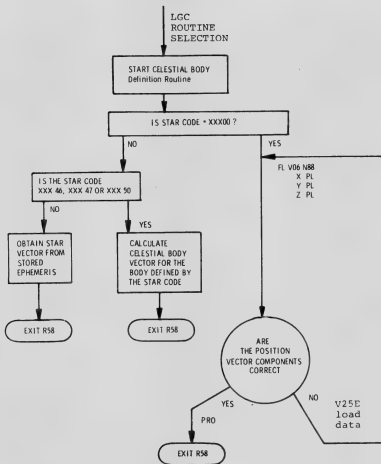 LGC
ROUTINE
SELECTION
START CELESTIAL BODY
Definition Routine
IS STAR CODE = XXX00 ?
NO
YES
IS THE STAR CODE
XXX 46, XXX 47 OR XXX 50
FL V06 N88
X PL
Y PL
Z PL
NO
YES
OBTAIN STAR
VECTOR FROM
STORED
EPHEMERIS
CALCULATE
CELESTIAL BODY
VECTOR FOR THE
BODY DEFINED BY
THE STAR CODE
EXIT R58
EXIT R58
ARE
THE POSITION
VECTOR COMPONENTS
CORRECT
YES
NO
PRO
V25E
load
data
EXIT R58